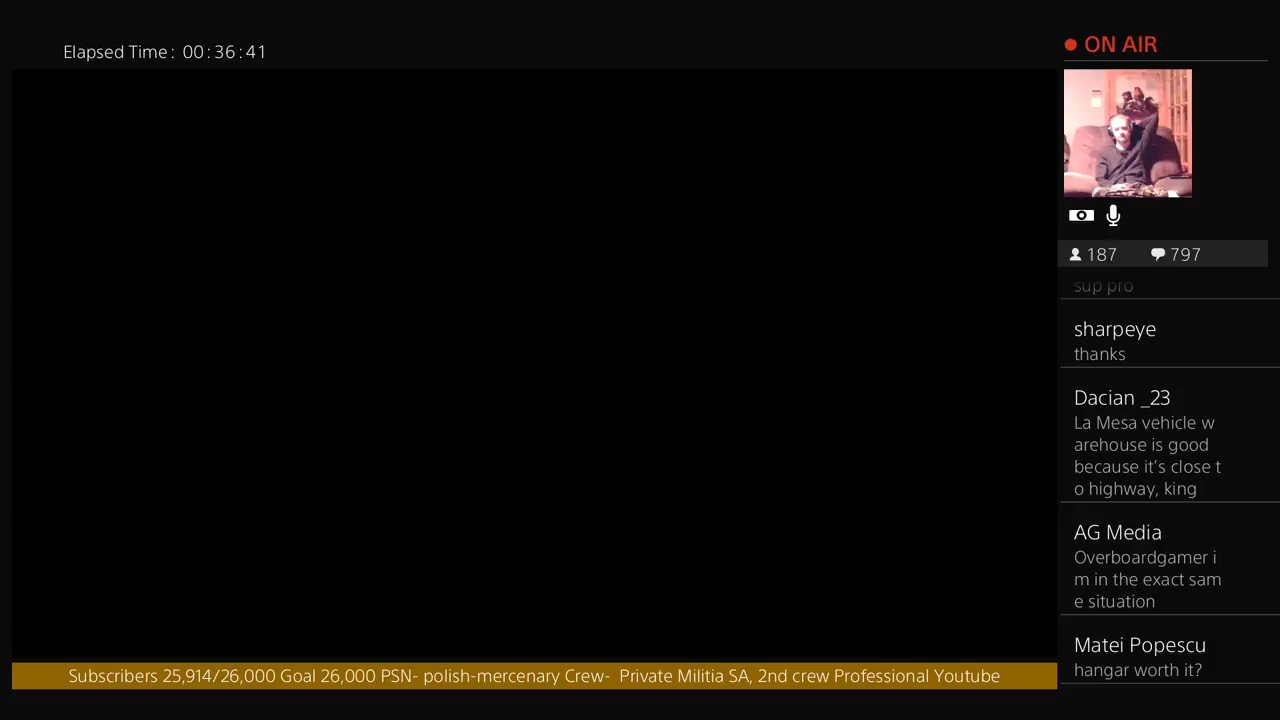 Elapsed Time: 00:36:41
ON AIR
187 797
sup pro
sharpeye
thanks
Dacian _23
La Mesa vehicle w
arehouse is good
because it's close t
o highway, king
AG Media
Overboardgamer i
m in the exact sam
e situation
Matei Popescu
hangar worth it?
Subscribers 25,914/26,000 Goal 26,000 PSN- polish-mercenary Crew- Private Militia SA, 2nd crew Professional Youtube